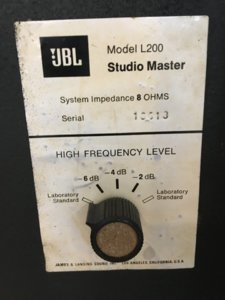 JBL
Model L200
Studio Master
System Impedance 8 OHMS
Serial
HIGH FREQUENCY LEVEL
-6 dB
-4 dB
-2 dB
Laboratory
Standard
Laboratory
Standard
JAMES B. LANSING SOUND INC. LOS ANGELES, CALIFORNIA, U.S.A.